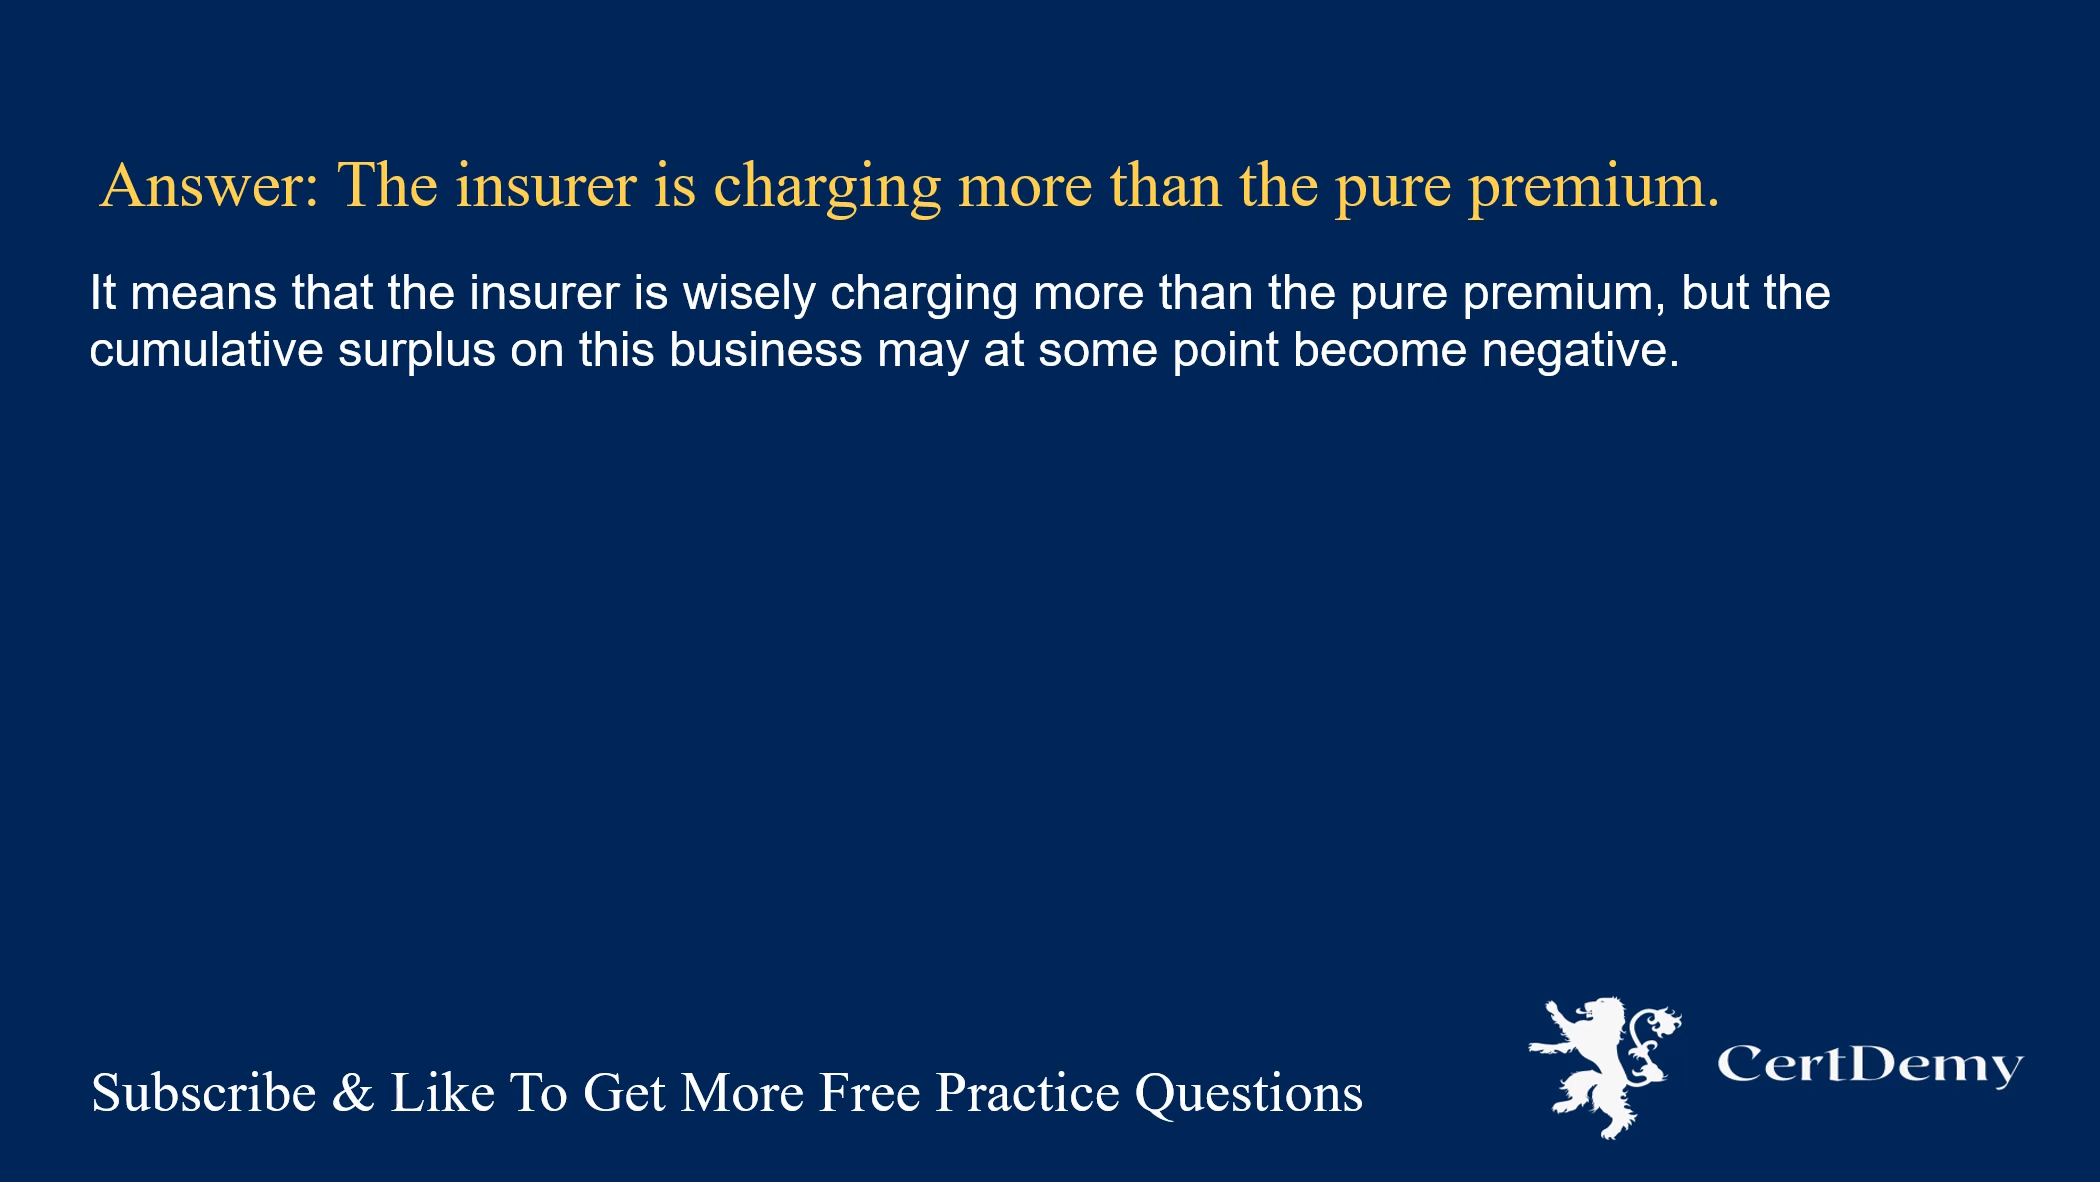 Answer: The insurer is charging more than the pure premium.
It means that the insurer is wisely charging more than the pure premium, but the
cumulative surplus on this business may at some point become negative.
Subscribe & Like To Get More Free Practice Questions
CertDemy